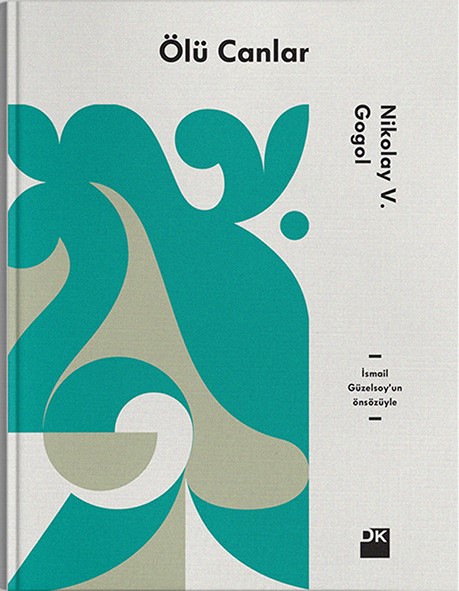 Ölü Canlar
Nikolay V.
Gogol
İsmail
Güzelsoy'un
önsözüyle
DK